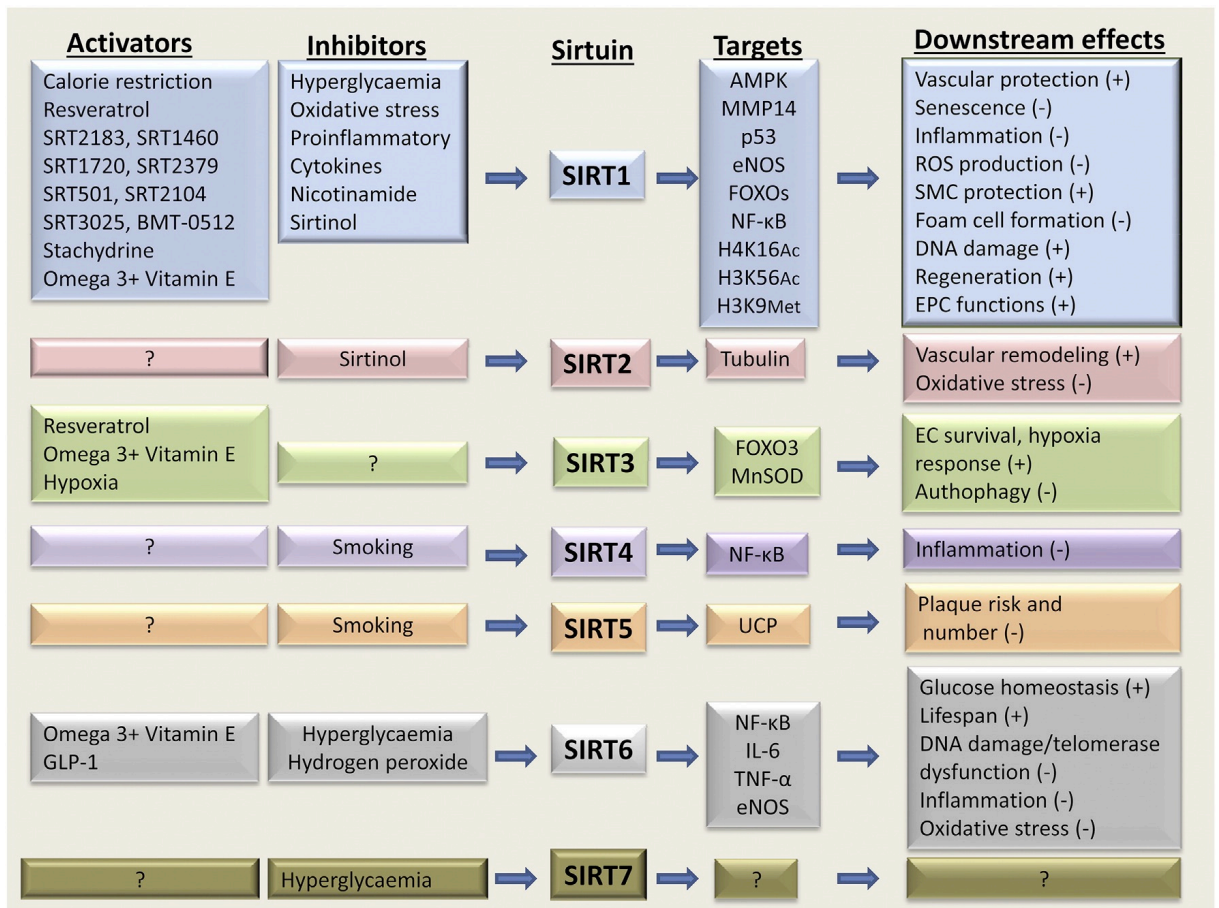 Activators
Inhibitors
Sirtuin
Targets
Downstream effects
Calorie restriction
Resveratrol
SRT2183, SRT1460
SRT1720, SRT2379
SRT501, SRT2104
SRT3025, BMT-0512
Stachydrine
Omega 3+ Vitamin E
Hyperglycaemia
Oxidative stress
Proinflammatory
Cytokines
Nicotinamide
Sirtinol
SIRT1
AMPK
MMP14
p53
eNOS
FOXOs
NF-κB
H4K16Ac
H3K56Ac
H3K9Met
Vascular protection (+)
Senescence (-)
Inflammation (-)
ROS production (-)
SMC protection (+)
Foam cell formation (-)
DNA damage (+)
Regeneration (+)
EPC functions (+)
?
Sirtinol
SIRT2
Tubulin
Vascular remodeling (+)
Oxidative stress (-)
Resveratrol
Omega 3+ Vitamin E
Hypoxia
?
SIRT3
FOXO3
MnSOD
EC survival, hypoxia
response (+)
Authophagy (-)
?
Smoking
SIRT4
NF-κB
Inflammation (-)
?
Smoking
SIRT5
UCP
Plaque risk and
number (-)
Omega 3+ Vitamin E
GLP-1
Hyperglycaemia
Hydrogen peroxide
SIRT6
NF-κB
IL-6
TNF-α
eNOS
Glucose homeostasis (+)
Lifespan (+)
DNA damage/telomerase
dysfunction (-)
Inflammation (-)
Oxidative stress (-)
?
Hyperglycaemia
SIRT7
?
?